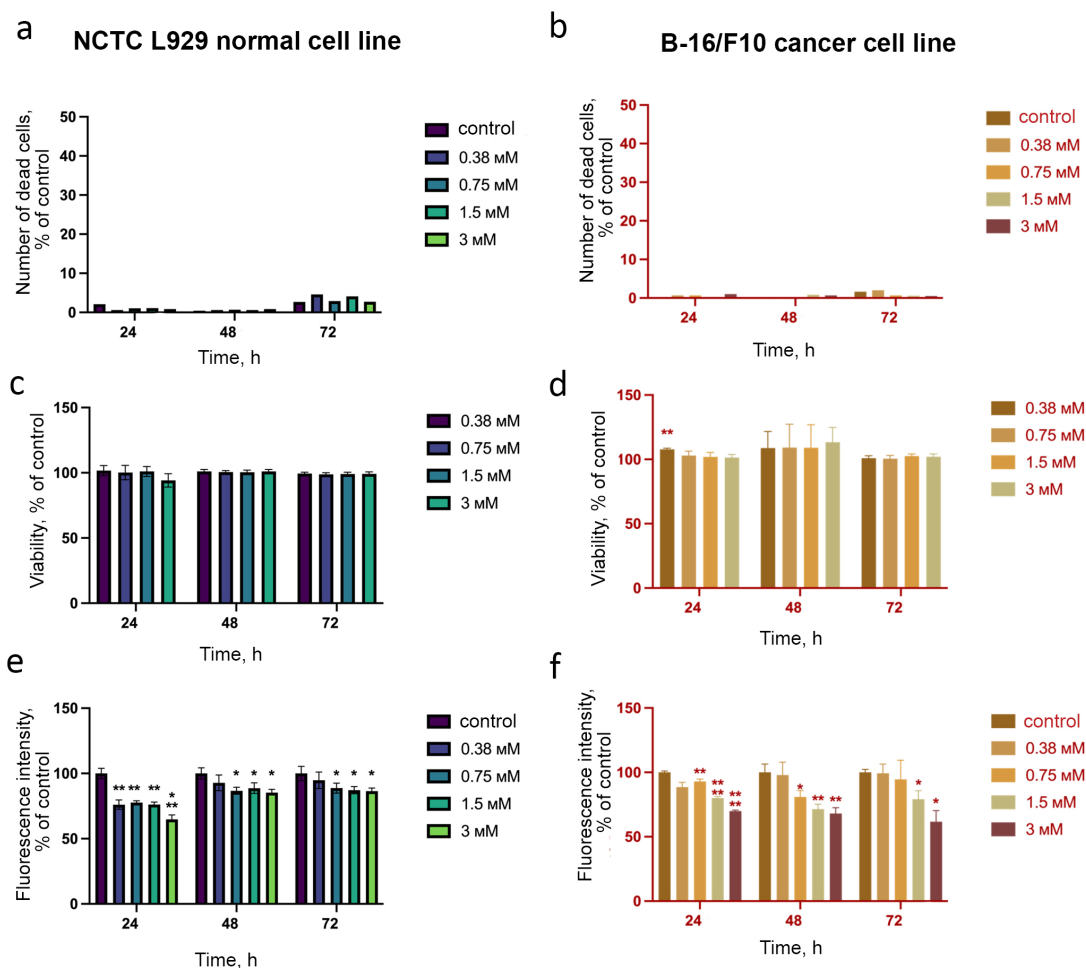 a
NCTC L929 normal cell line
Number of dead cells,
% of control
50
40
30
20
10
0
24
48
72
Time, h
control
0.38 мМ
0.75 мМ
1.5 мМ
3 мМ
b
B-16/F10 cancer cell line
Number of dead cells,
% of control
50
40
30
20
10
0
24
48
72
Time, h
control
0.38 мМ
0.75 мМ
1.5 мМ
3 мМ
c
Viability, % of control
150
100
50
0
24
48
72
Time, h
0.38 мМ
0.75 мМ
1.5 мМ
3 мМ
d
Viability, % of control
150
100
50
0
**
24
48
72
Time, h
0.38 мМ
0.75 мМ
1.5 мМ
3 мМ
e
Fluorescence intensity,
% of control
150
100
50
0
** ** ** * **
* * *
* * *
24
48
72
Time, h
control
0.38 мМ
0.75 мМ
1.5 мМ
3 мМ
f
Fluorescence intensity,
% of control
150
100
50
0
** ** ** ** **
* ** **
* *
24
48
72
Time, h
control
0.38 мМ
0.75 мМ
1.5 мМ
3 мМ